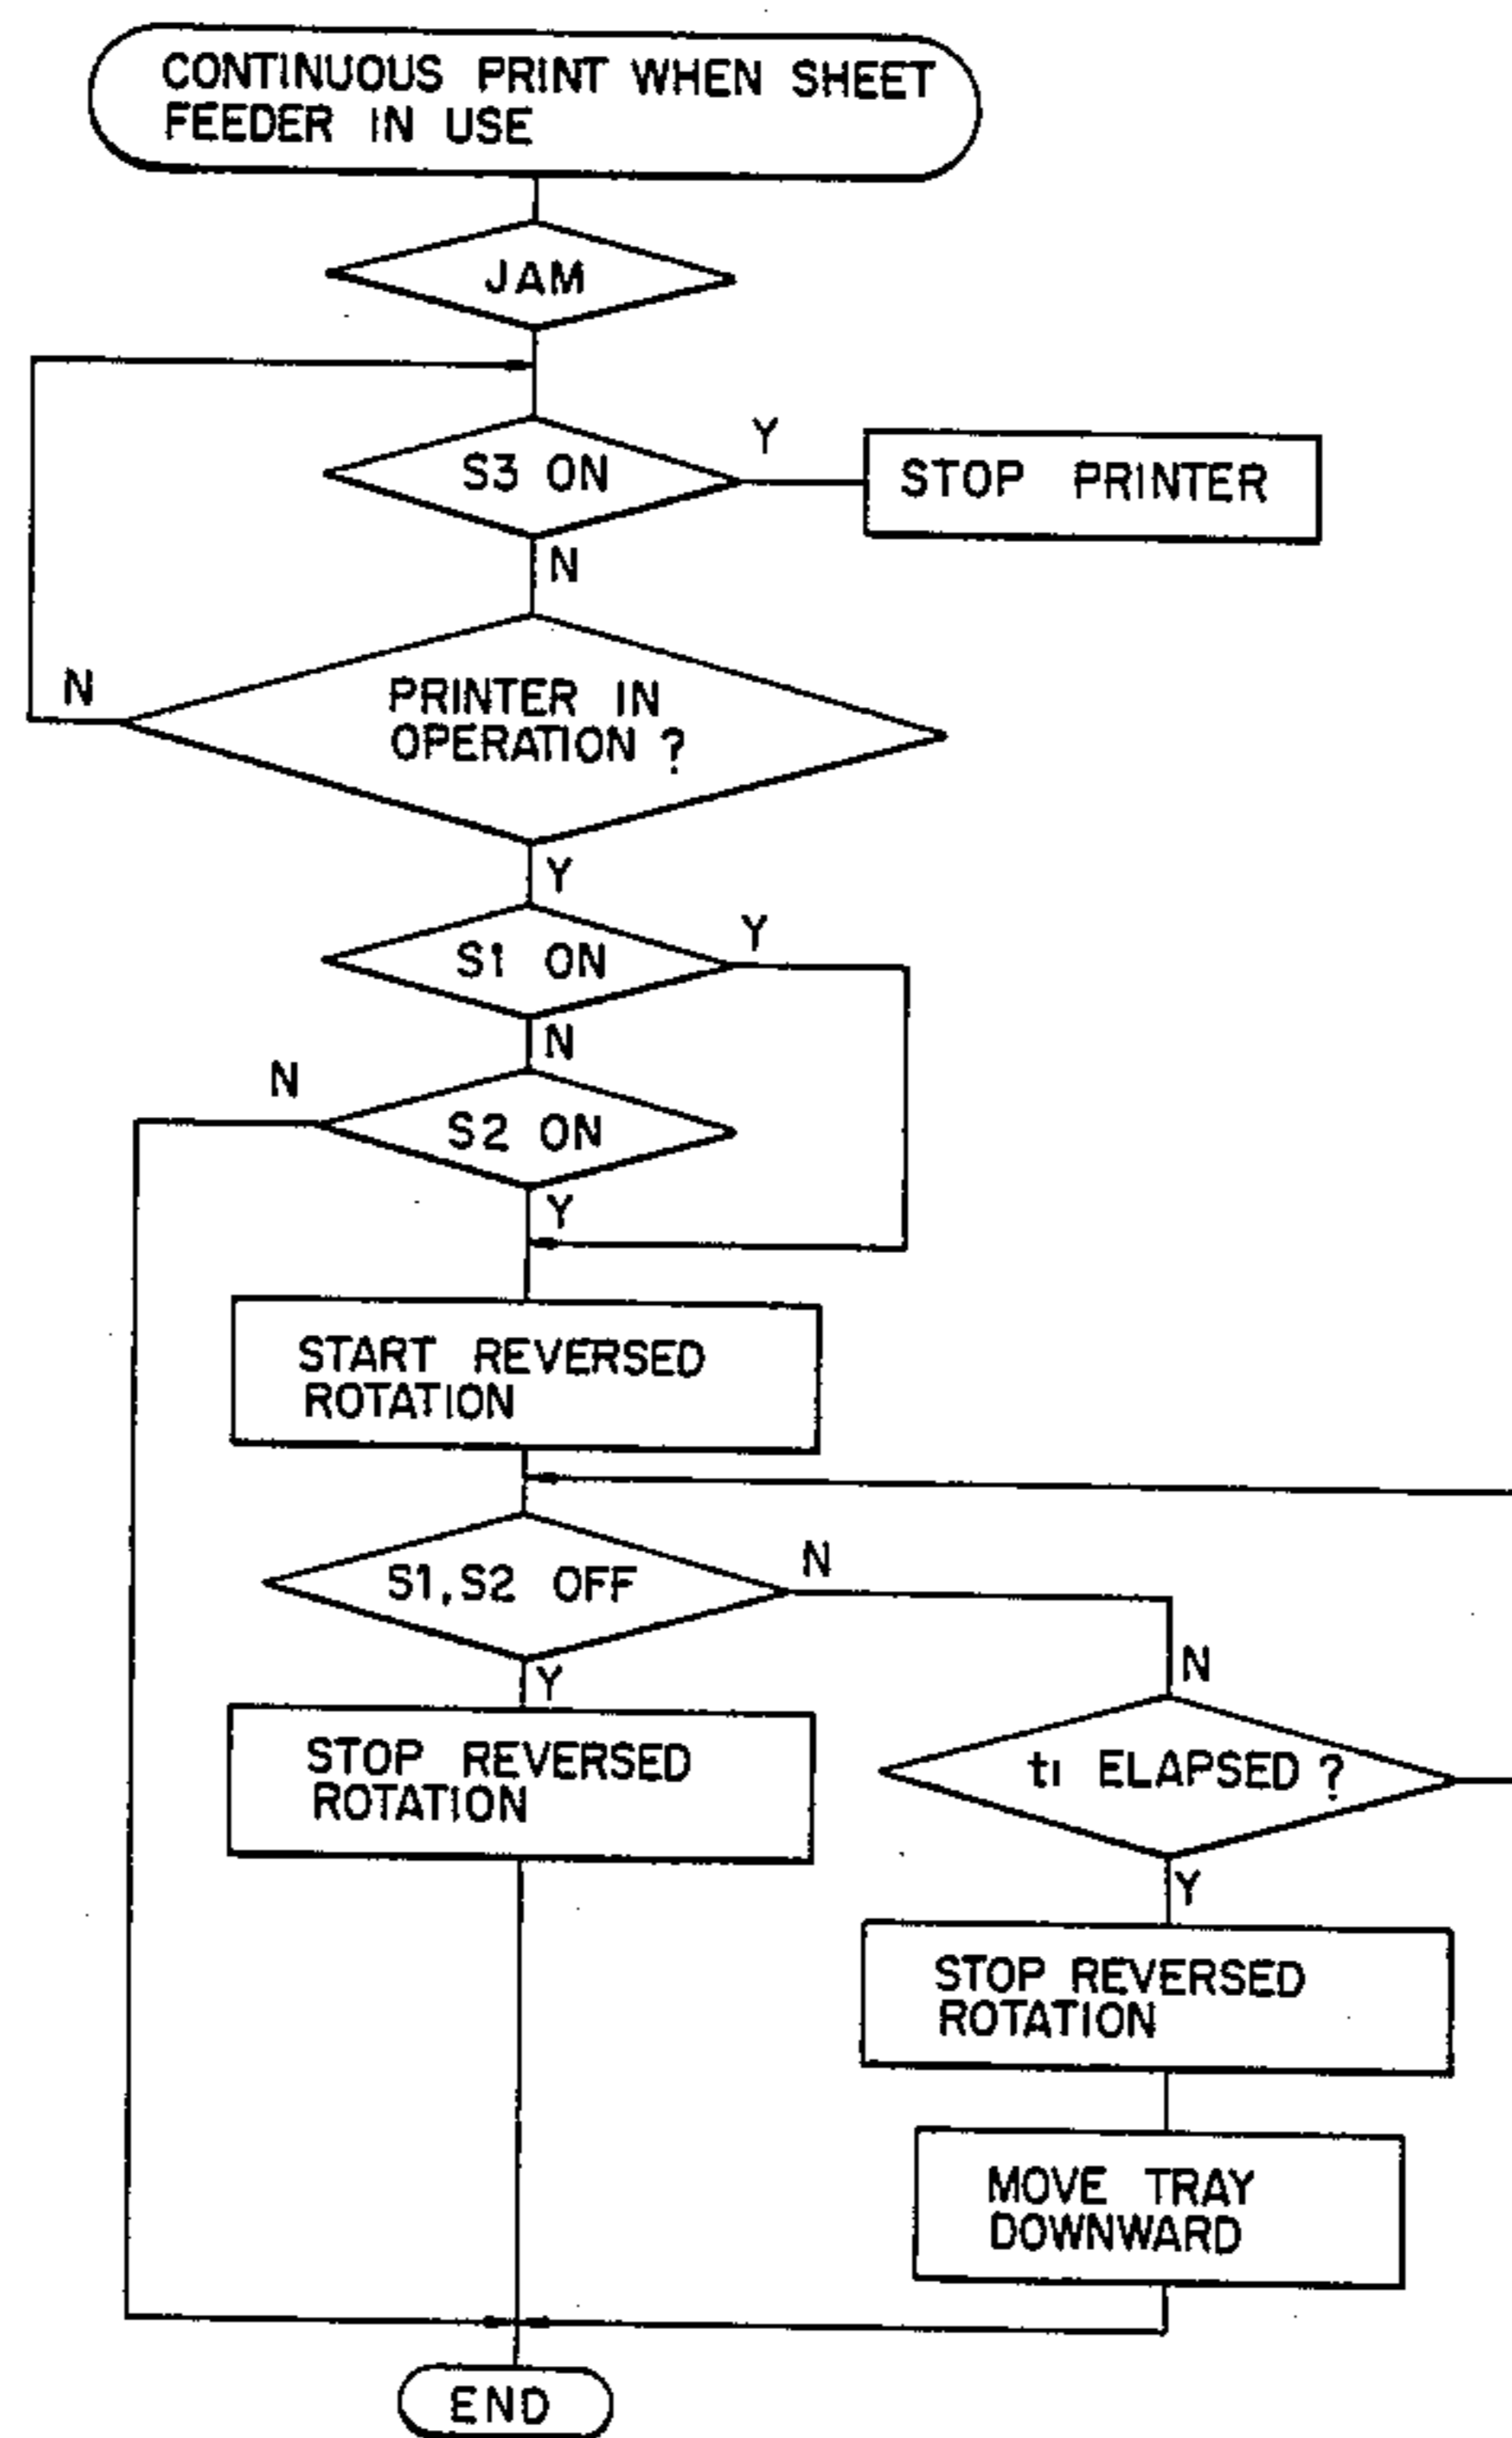 CONTINUOUS PRINT WHEN SHEET
FEEDER IN USE
JAM
S3 ON
Y
STOP PRINTER
N
PRINTER IN
OPERATION ?
N
Y
S1 ON
Y
N
S2 ON
N
Y
START REVERSED
ROTATION
S1, S2 OFF
N
Y
STOP REVERSED
ROTATION
N
t1 ELAPSED ?
Y
STOP REVERSED
ROTATION
MOVE TRAY
DOWNWARD
END